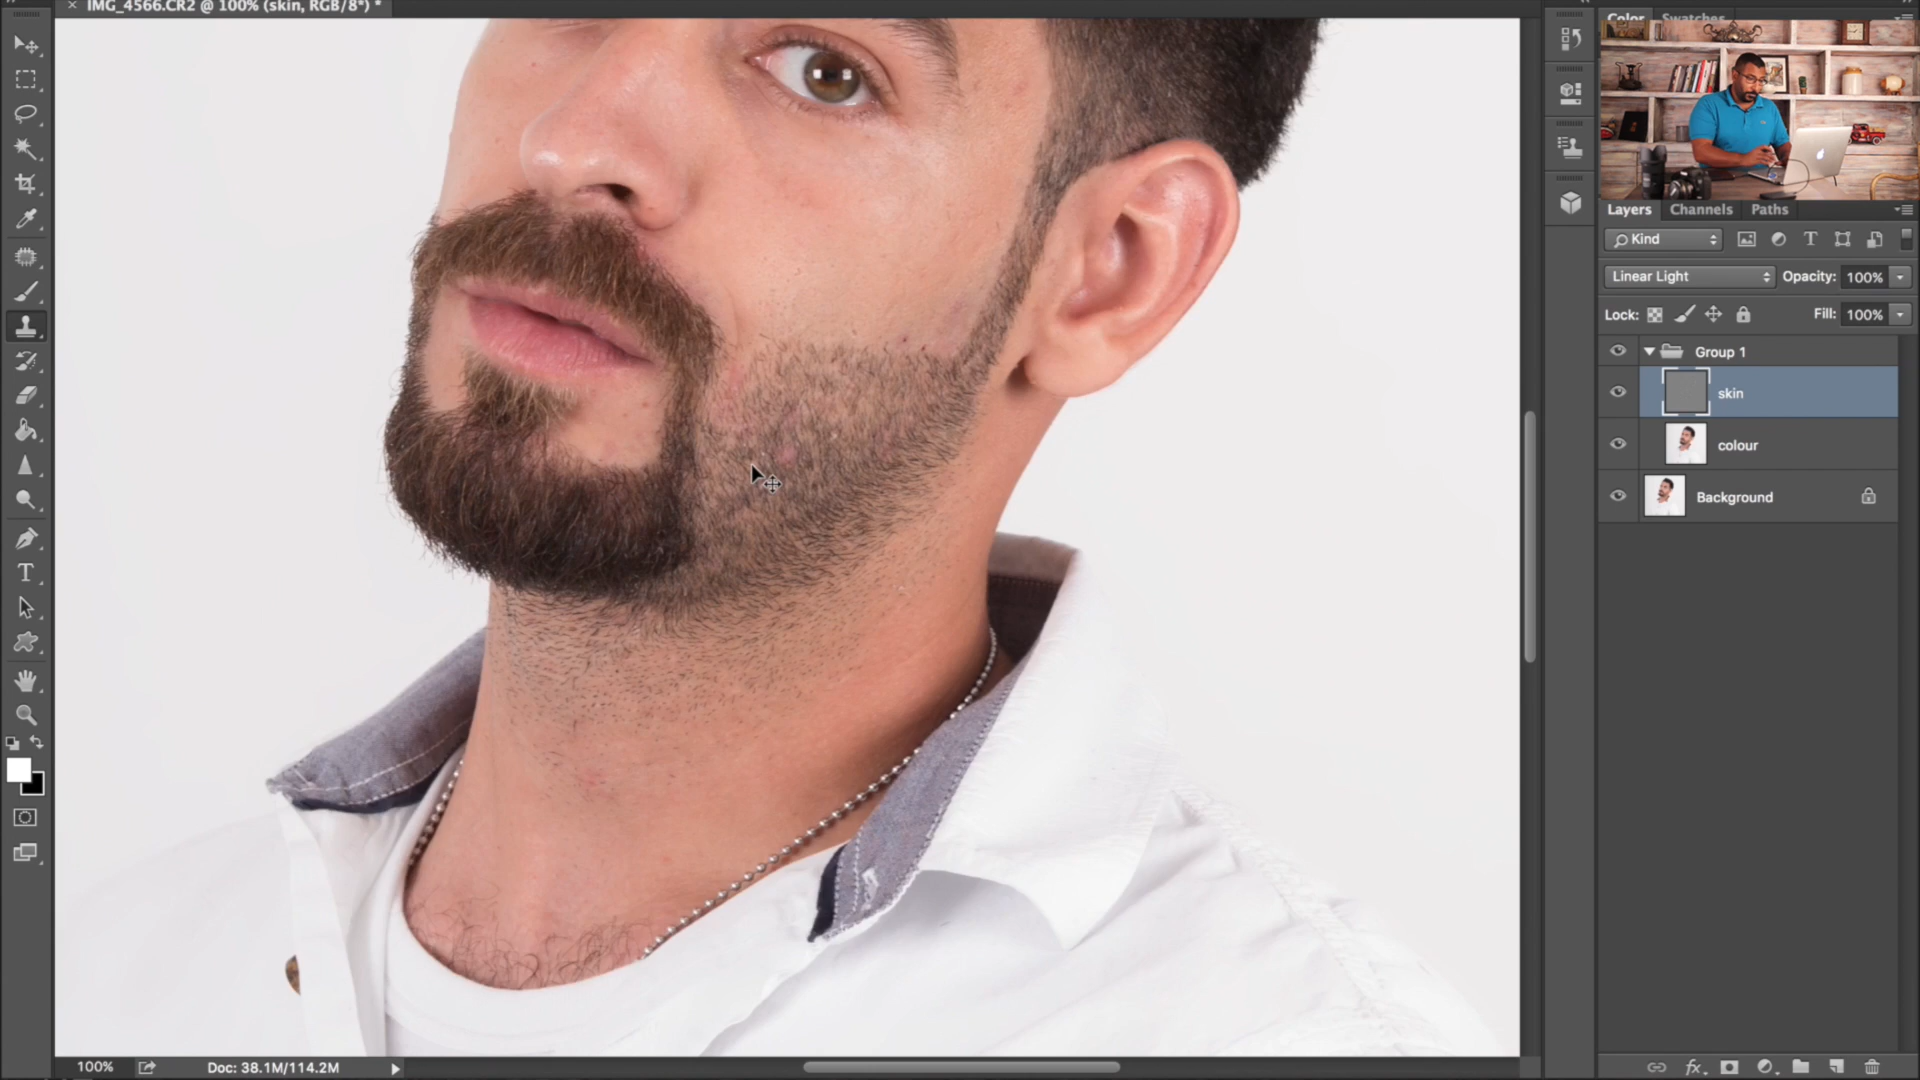 × IMG_4566.CR2 @ 100% (skin, RGB/8*) *
Color Swatches
Layers Channels Paths
Kind
Linear Light Opacity: 100%
Lock: Fill: 100%
Group 1
skin
colour
Background
T
fx
100% Doc: 38.1M/114.2M